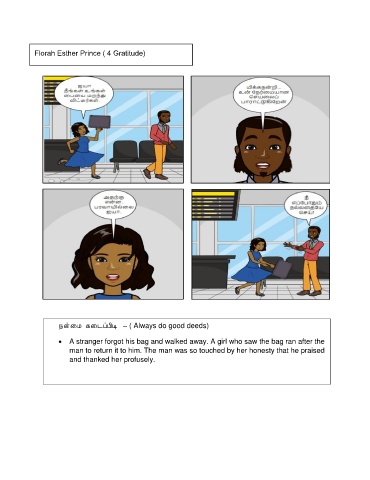 Florah Esther Prince ( 4 Gratitude)
ஐயா
நீங்கள் உங்கள்
பையை மறந்து
விட்டீர்கள்
மிக்கநன்றி..
உன் நேர்மையான
செயலைப்
பாராட்டுகிறேன்
அதற்கு
என்ன.
பரவாயில்லை
ஐயா
நீ
எப்போதும்
நல்லதையே
செய்!
நன்மை கடைப்பிடி – ( Always do good deeds)
• A stranger forgot his bag and walked away. A girl who saw the bag ran after the
man to return it to him. The man was so touched by her honesty that he praised
and thanked her profusely.